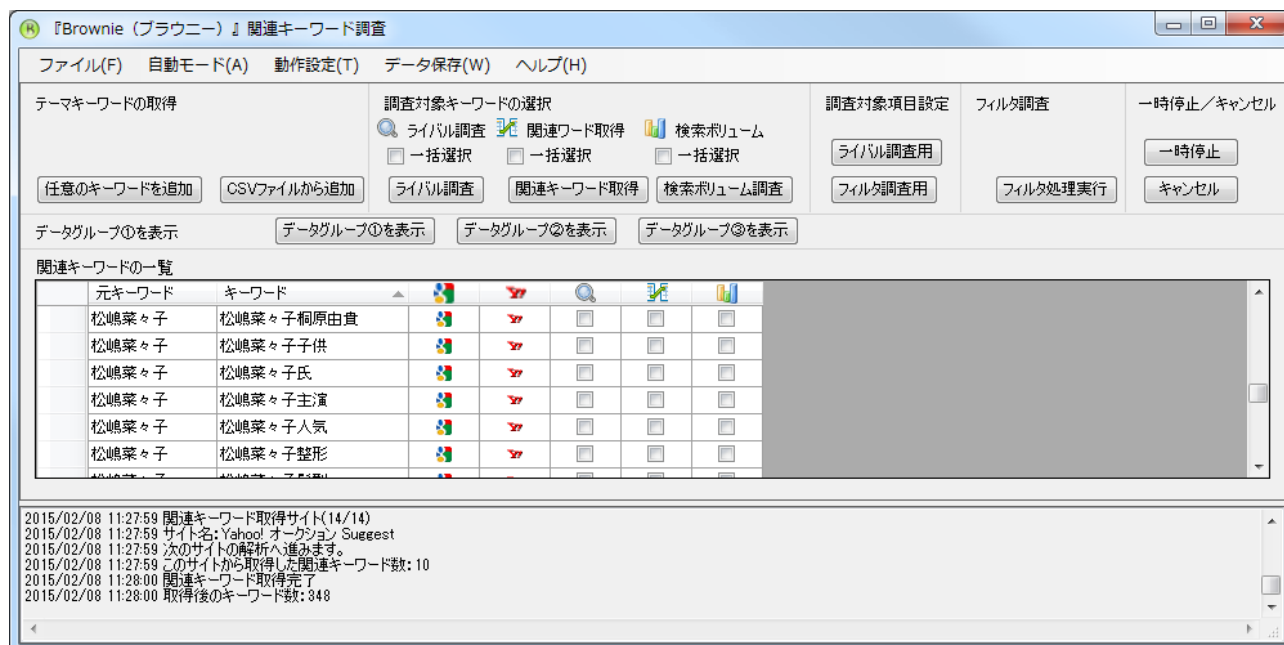 『Brownie（ブラウニー）』関連キーワード調査
ファイル(F) 自動モード(A) 動作設定(T) データ保存(W) ヘルプ(H)
テーマキーワードの取得 調査対象キーワードの選択 調査対象項目設定 フィルタ調査 一時停止／キャンセル
ライバル調査 関連ワード取得 検索ボリューム
一括選択 一括選択 一括選択 ライバル調査用 一時停止
任意のキーワードを追加 CSVファイルから追加 ライバル調査 関連キーワード取得 検索ボリューム調査 フィルタ調査用 フィルタ処理実行 キャンセル
データグループ①を表示 データグループ①を表示 データグループ②を表示 データグループ③を表示
関連キーワードの一覧
元キーワード キーワード
松嶋菜々子 松嶋菜々子桐原由貴
松嶋菜々子 松嶋菜々子子供
松嶋菜々子 松嶋菜々子氏
松嶋菜々子 松嶋菜々子主演
松嶋菜々子 松嶋菜々子人気
松嶋菜々子 松嶋菜々子整形
2015/02/08 11:27:59 関連キーワード取得サイト(14/14)
2015/02/08 11:27:59 サイト名：Yahoo! オークション Suggest
2015/02/08 11:27:59 次のサイトの解析へ進みます。
2015/02/08 11:27:59 このサイトから取得した関連キーワード数：10
2015/02/08 11:28:00 関連キーワード取得完了
2015/02/08 11:28:00 取得後のキーワード数：348